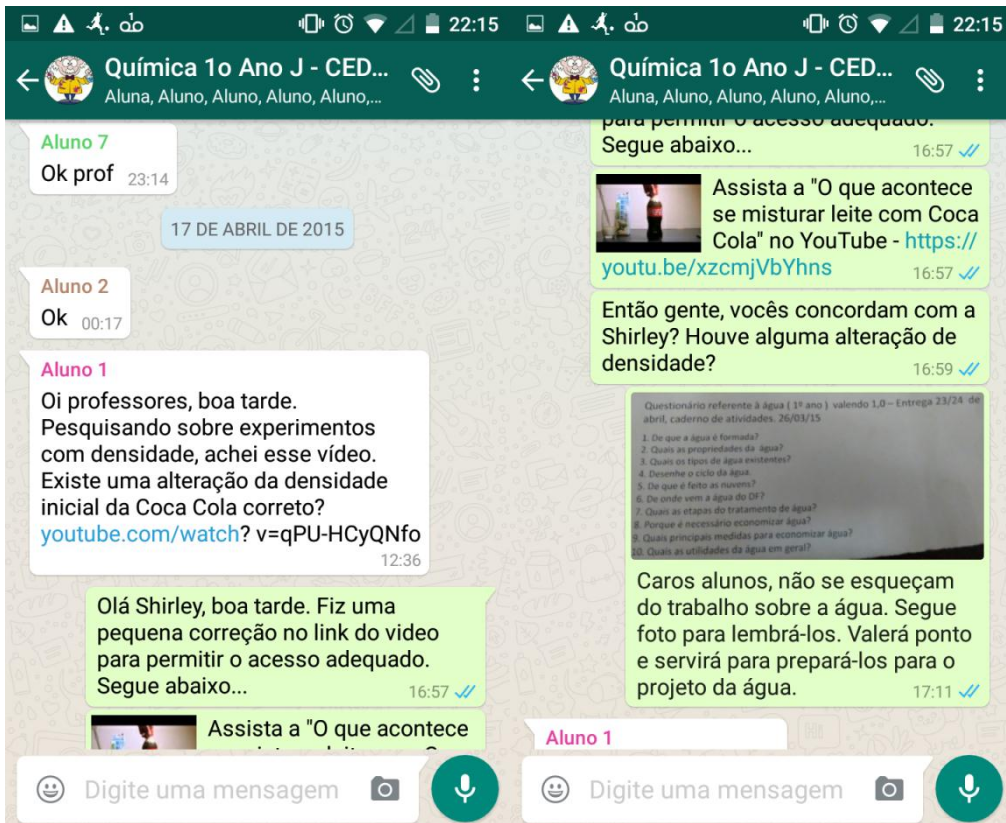 22:15
Química 1o Ano J - CED...
Aluna, Aluno, Aluno, Aluno, Aluno,...
Aluno 7
Ok prof 23:14
17 DE ABRIL DE 2015
Aluno 2
Ok 00:17
Aluno 1
Oi professores, boa tarde.
Pesquisando sobre experimentos
com densidade, achei esse vídeo.
Existe uma alteração da densidade
inicial da Coca Cola correto?
youtube.com/watch? v=qPU-HCyQNfo
12:36
Olá Shirley, boa tarde. Fiz uma
pequena correção no link do video
para permitir o acesso adequado.
Segue abaixo... 16:57
Assista a "O que acontece
Digite uma mensagem
22:15
Química 1o Ano J - CED...
Aluna, Aluno, Aluno, Aluno, Aluno,...
para permitir o acesso adequado.
Segue abaixo... 16:57
Assista a "O que acontece
se misturar leite com Coca
Cola" no YouTube - https://
youtu.be/xzcmjVbYhns 16:57
Então gente, vocês concordam com a
Shirley? Houve alguma alteração de
densidade? 16:59
Questionário referente à água ( 1º ano ) valendo 1,0 – Entrega 23/24 de
abril, caderno de atividades. 26/03/15
1. De que a água é formada?
2. Quais as propriedades da água?
3. Quais os tipos de água existentes?
4. Desenhe o ciclo da água.
5. De que é feito as nuvens?
6. De onde vem a água do DF?
7. Quais as etapas do tratamento de água?
8. Porque é necessário economizar água?
9. Quais principais medidas para economizar água?
10. Quais as utilidades da água em geral?
Caros alunos, não se esqueçam
do trabalho sobre a água. Segue
foto para lembrá-los. Valerá ponto
e servirá para prepará-los para o
projeto da água. 17:11
Aluno 1
Digite uma mensagem